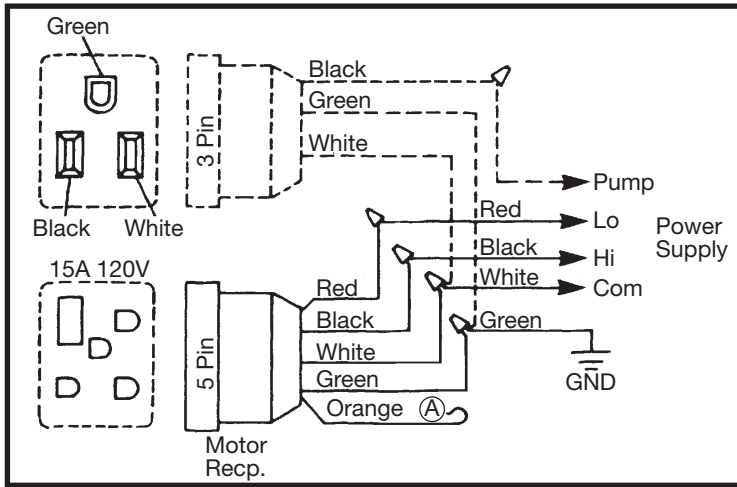 Green
Black
Green
White
3 Pin
Black
White
Pump
Red
Lo
Power
Supply
Black
Hi
White
Com
15A 120V
Red
Black
White
Green
Green
5 Pin
Orange
A
GND
Motor
Recp.